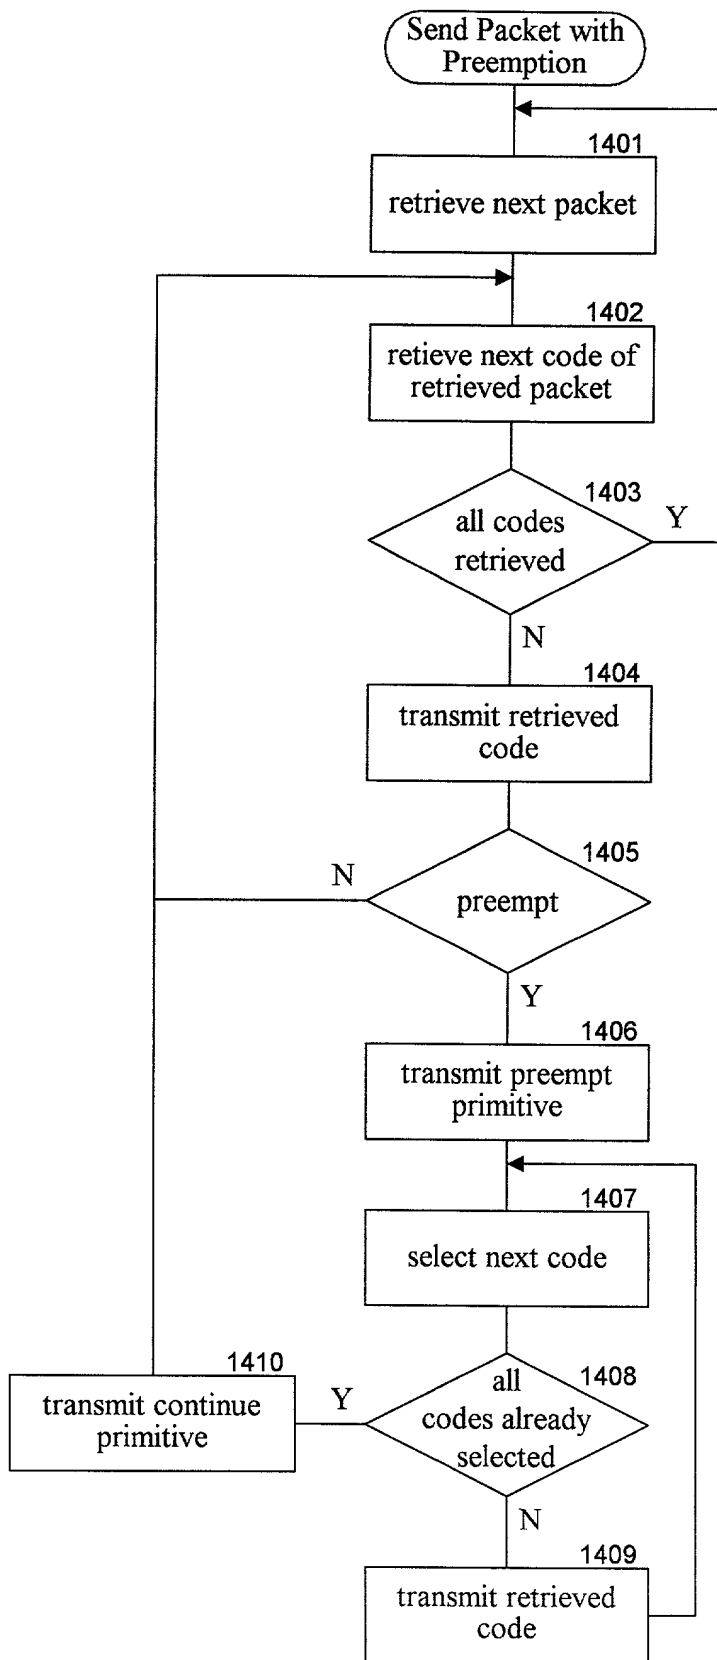 Send Packet with
Preemption
1401
retrieve next packet
1402
retieve next code of
retrieved packet
1403
all codes
retrieved
Y
N
1404
transmit retrieved
code
1405
preempt
N
Y
1406
transmit preempt
primitive
1407
select next code
1408
all
codes already
selected
Y
N
1410
transmit continue
primitive
1409
transmit retrieved
code